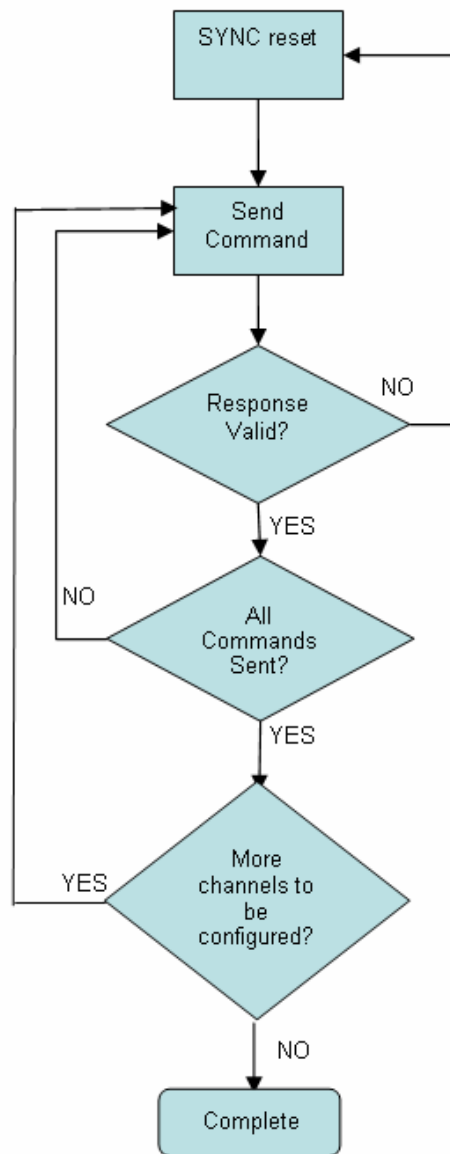 SYNC reset
Send
Command
Response
Valid?
NO
YES
All
Commands
Sent?
NO
YES
More
channels to
be
configured?
YES
NO
Complete